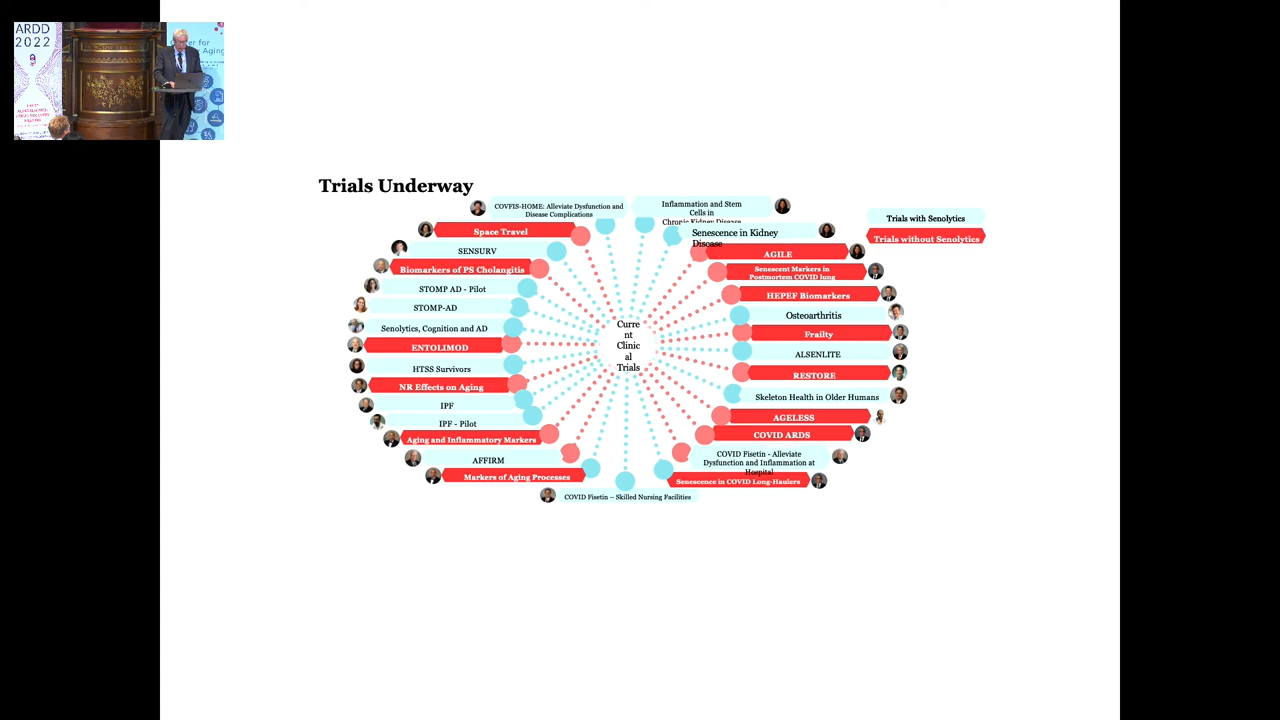 ARDD
2022
Trials Underway
COVFIS-HOME: Alleviate Dysfunction and
Disease Complications
Inflammation and Stem
Cells in
Chronic Kidney Disease
Space Travel
Senescence in Kidney
Disease
Trials with Senolytics
Trials without Senolytics
SENSURV
AGILE
Biomarkers of PS Cholangitis
Senescent Markers in
Postmortem COVID lung
STOMP AD - Pilot
HEPEF Biomarkers
STOMP-AD
Osteoarthritis
Senolytics, Cognition and AD
Frailty
Curre
nt
Clinic
al
Trials
ENTOLIMOD
ALSENLITE
HTSS Survivors
RESTORE
NR Effects on Aging
Skeleton Health in Older Humans
IPF
AGELESS
IPF - Pilot
COVID ARDS
Aging and Inflammatory Markers
COVID Fisetin - Alleviate
Dysfunction and Inflammation at
Hospital
AFFIRM
Markers of Aging Processes
Senescence in COVID Long-Haulers
COVID Fisetin – Skilled Nursing Facilities